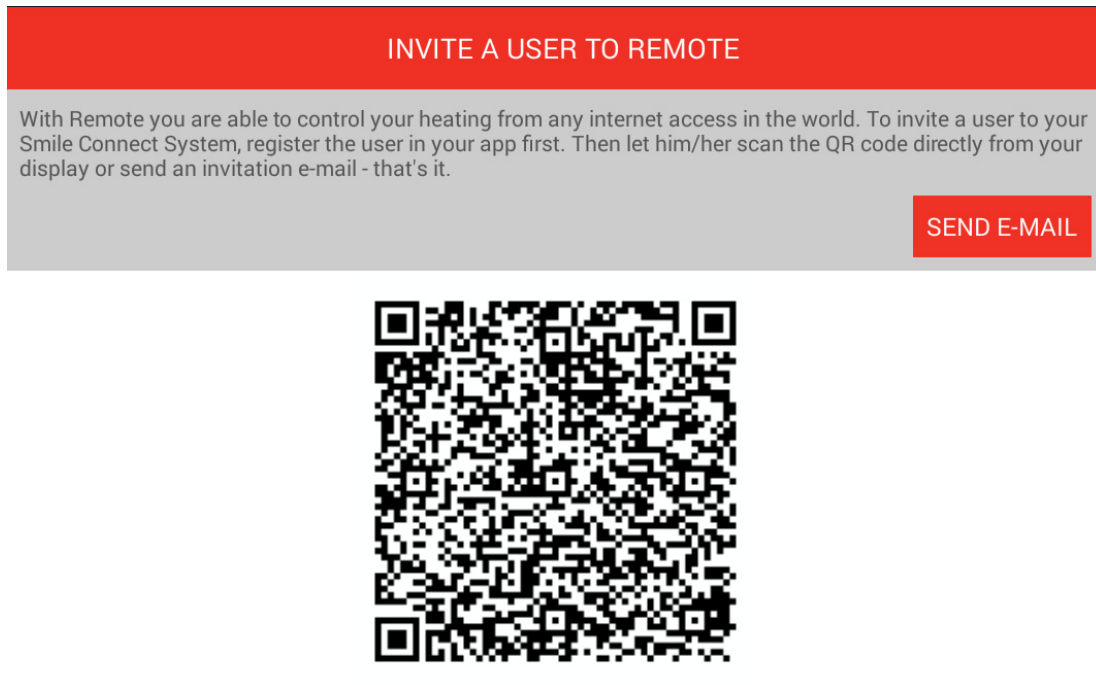 INVITE A USER TO REMOTE
With Remote you are able to control your heating from any internet access in the world. To invite a user to your
Smile Connect System, register the user in your app first. Then let him/her scan the QR code directly from your
display or send an invitation e-mail - that's it.
SEND E-MAIL